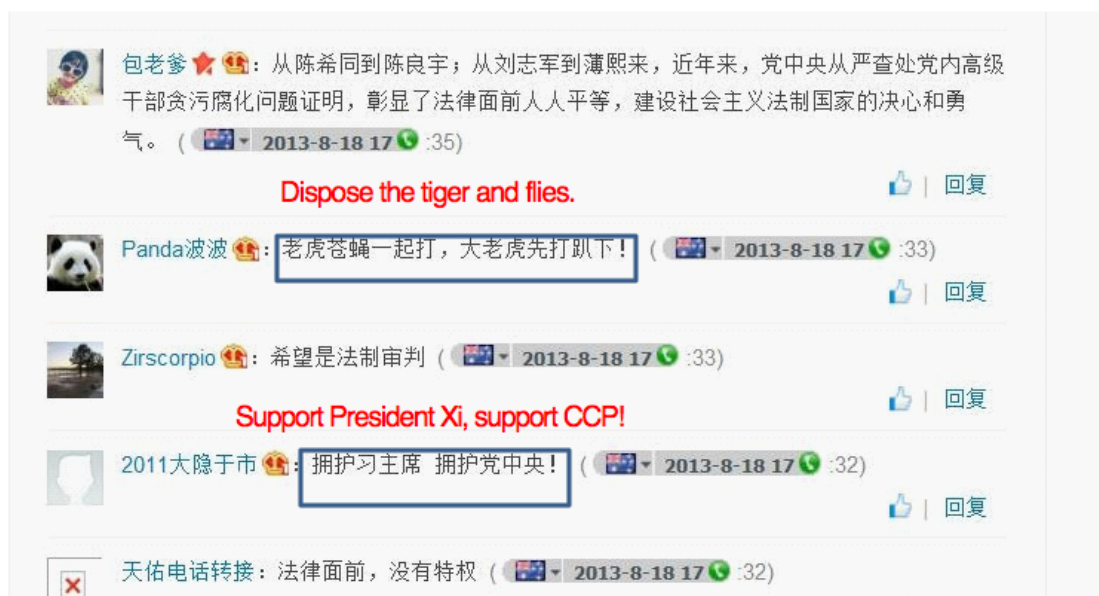 包老爹：从陈希同到陈良宇；从刘志军到薄熙来，近年来，党中央从严查处党内高级
干部贪污腐化问题证明，彰显了法律面前人人平等，建设社会主义法制国家的决心和勇
气。 ( 2013-8-18 17 :35)
回复
Dispose the tiger and flies.
Panda波波：老虎苍蝇一起打，大老虎先打趴下！ ( 2013-8-18 17 :33)
回复
Zirscorpio：希望是法制审判 ( 2013-8-18 17 :33)
回复
Support President Xi, support CCP!
2011大隐于市：拥护习主席 拥护党中央！ ( 2013-8-18 17 :32)
回复
天佑电话转接：法律面前，没有特权 ( 2013-8-18 17 :32)